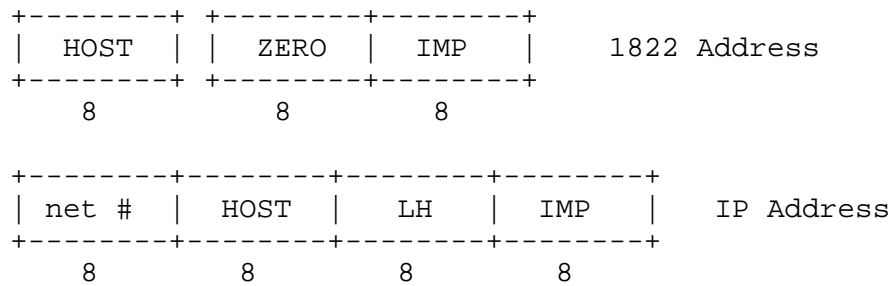 +--------+ +--------+--------+
|  HOST  | |  ZERO  |  IMP   |    1822 Address
+--------+ +--------+--------+
    8          8        8
+--------+--------+--------+--------+
| net #  |  HOST  |   LH   |  IMP   |   IP Address
+--------+--------+--------+--------+
    8        8        8        8